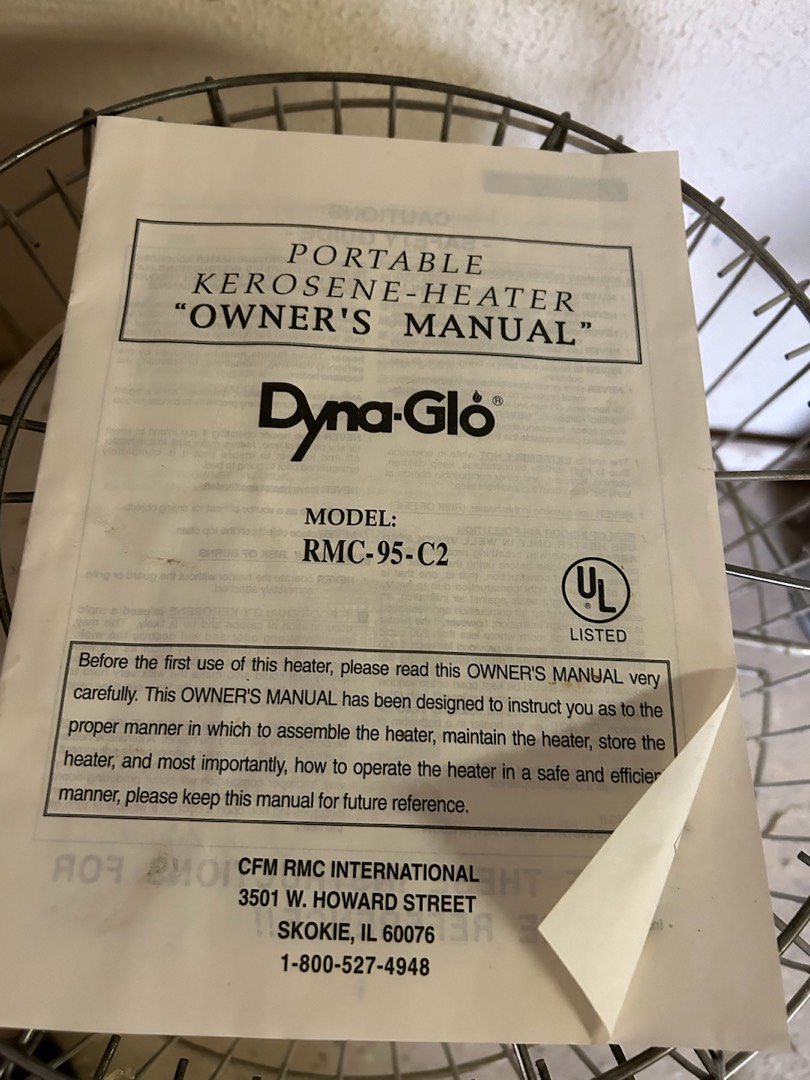 PORTABLE
KEROSENE-HEATER
“OWNER'S MANUAL”
Dyna-Glo®
MODEL:
RMC-95-C2
UL
®
LISTED
Before the first use of this heater, please read this OWNER'S MANUAL very
carefully. This OWNER'S MANUAL has been designed to instruct you as to the
proper manner in which to assemble the heater, maintain the heater, store the
heater, and most importantly, how to operate the heater in a safe and
manner, please keep this manual for future reference.
CFM RMC INTERNATIONAL
3501 W. HOWARD STREET
SKOKIE, IL 60076
1-800-527-4948